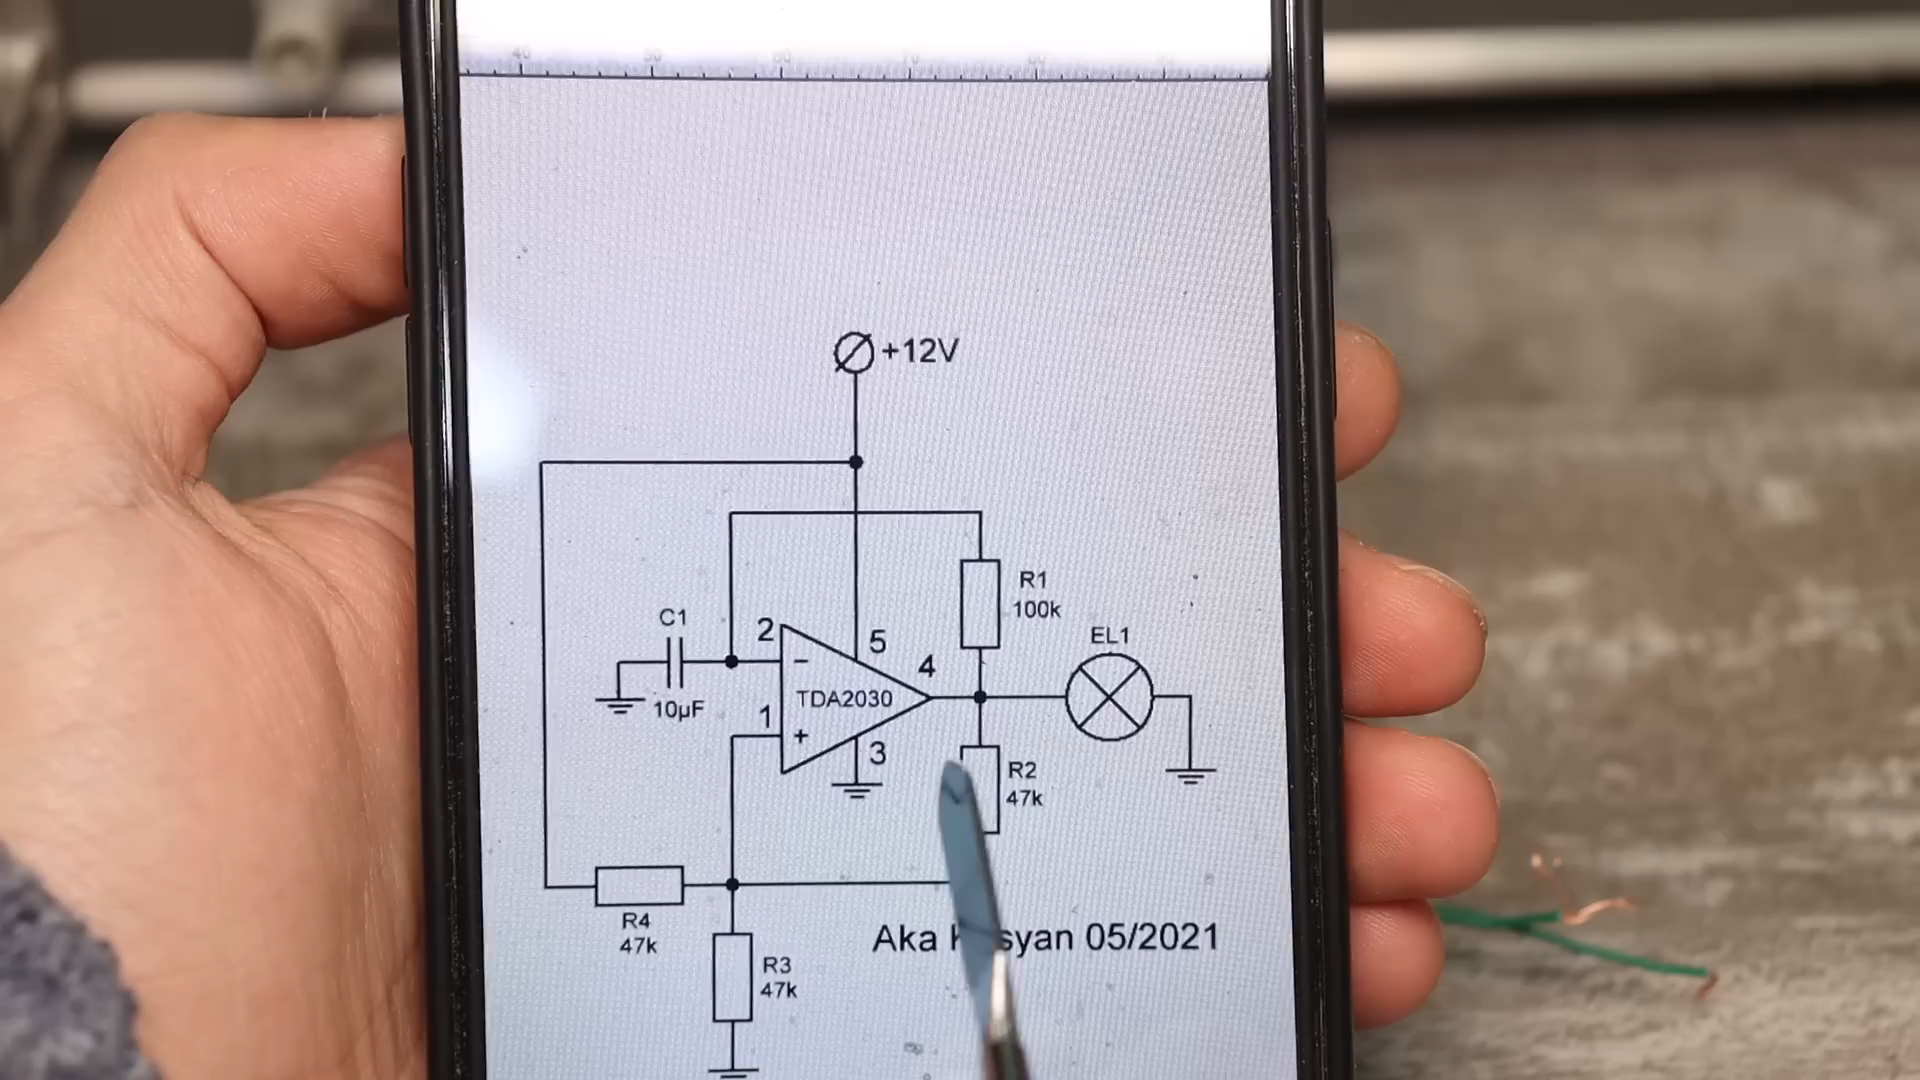 +12V
R1
100k
C1
10µF
2
5
4
EL1
TDA2030
1
3
R2
47k
R4
47k
R3
47k
Aka syan 05/2021